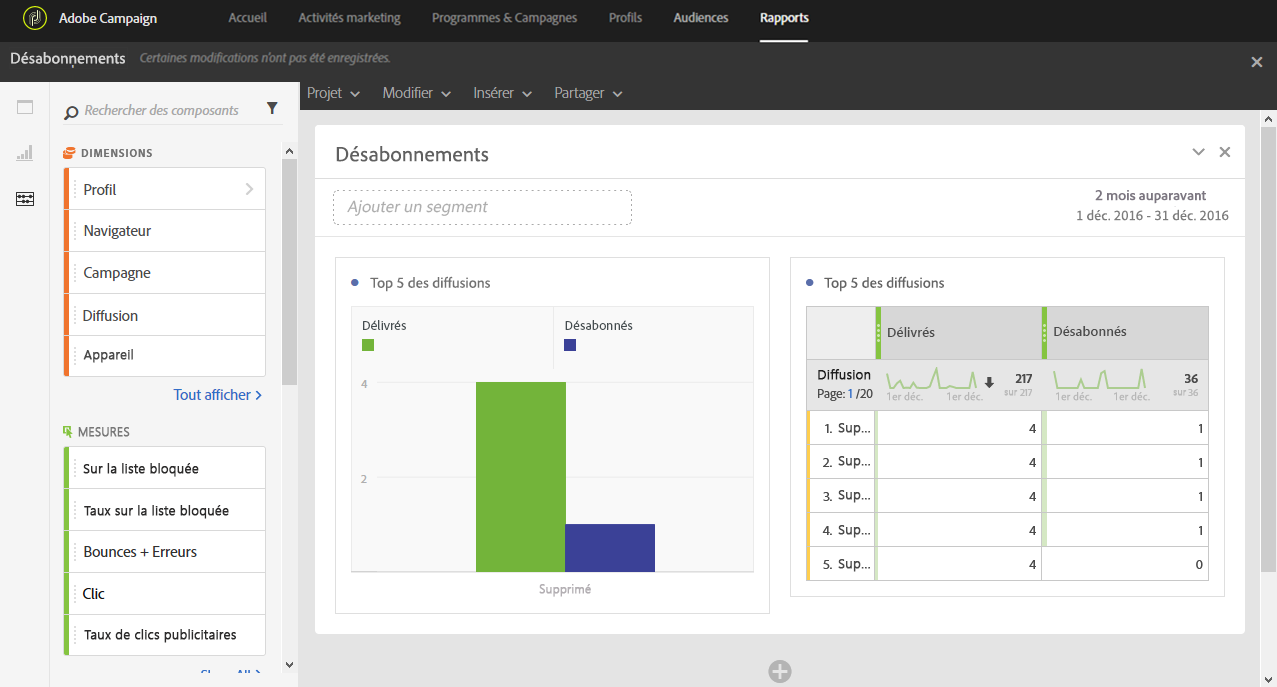 Adobe Campaign
Accueil
Activités marketing
Programmes & Campagnes
Profils
Audiences
Rapports
Désabonnements
Certaines modifications n'ont pas été enregistrées.
Projet
Modifier
Insérer
Partager
Rechercher des composants
DIMENSIONS
Profil
Navigateur
Campagne
Diffusion
Appareil
Tout afficher
MESURES
Sur la liste bloquée
Taux sur la liste bloquée
Bounces + Erreurs
Clic
Taux de clics publicitaires
Désabonnements
Ajouter un segment
2 mois auparavant
1 déc. 2016 - 31 déc. 2016
Top 5 des diffusions
Délivrés
Désabonnés
4
2
Supprimé
Top 5 des diffusions
Délivrés
Désabonnés
Diffusion
Page: 1 /20
1er déc.
1er déc.
217
sur 217
1er déc.
1er déc.
36
sur 36
1. Sup... 4 1
2. Sup... 4 1
3. Sup... 4 1
4. Sup... 4 1
5. Sup... 4 0